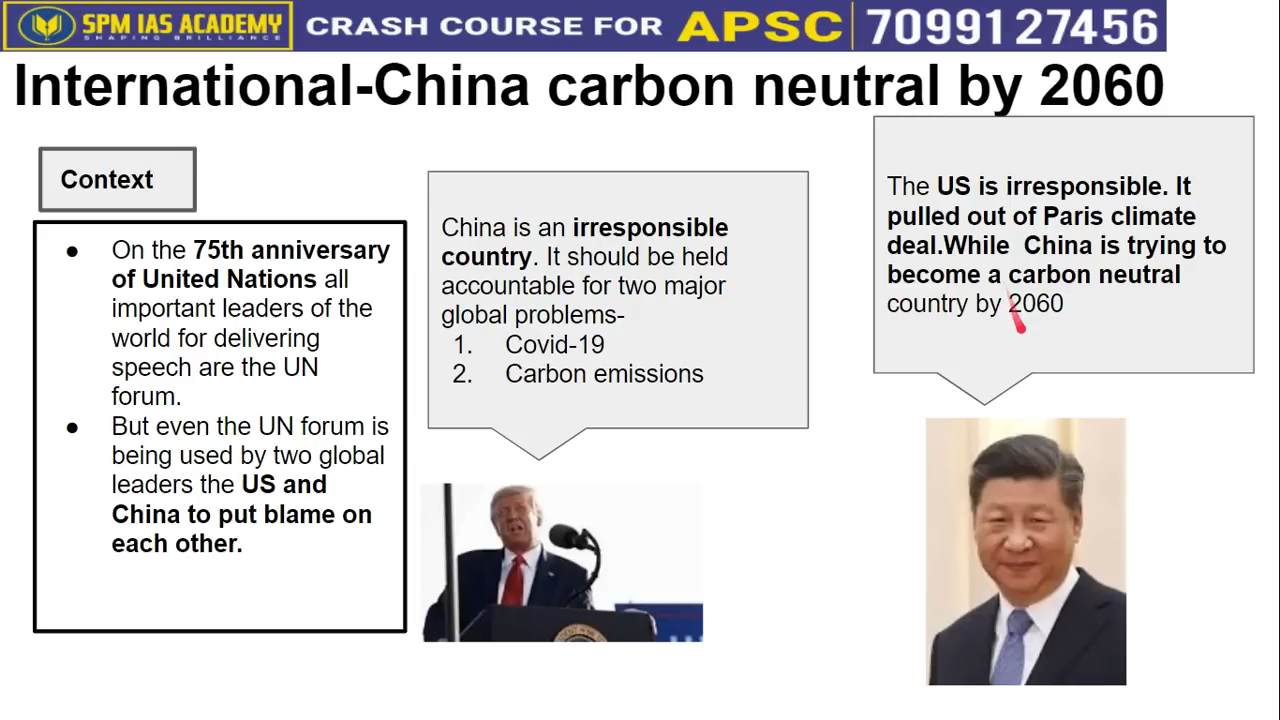 SPM IAS ACADEMY
SHAPING BRILLIANCE
CRASH COURSE FOR APSC 70991 27456
International-China carbon neutral by 2060
Context
● On the 75th anniversary
of United Nations all
important leaders of the
world for delivering
speech are the UN
forum.
● But even the UN forum is
being used by two global
leaders the US and
China to put blame on
each other.
China is an irresponsible
country. It should be held
accountable for two major
global problems-
1. Covid-19
2. Carbon emissions
The US is irresponsible. It
pulled out of Paris climate
deal.While China is trying to
become a carbon neutral
country by 2060